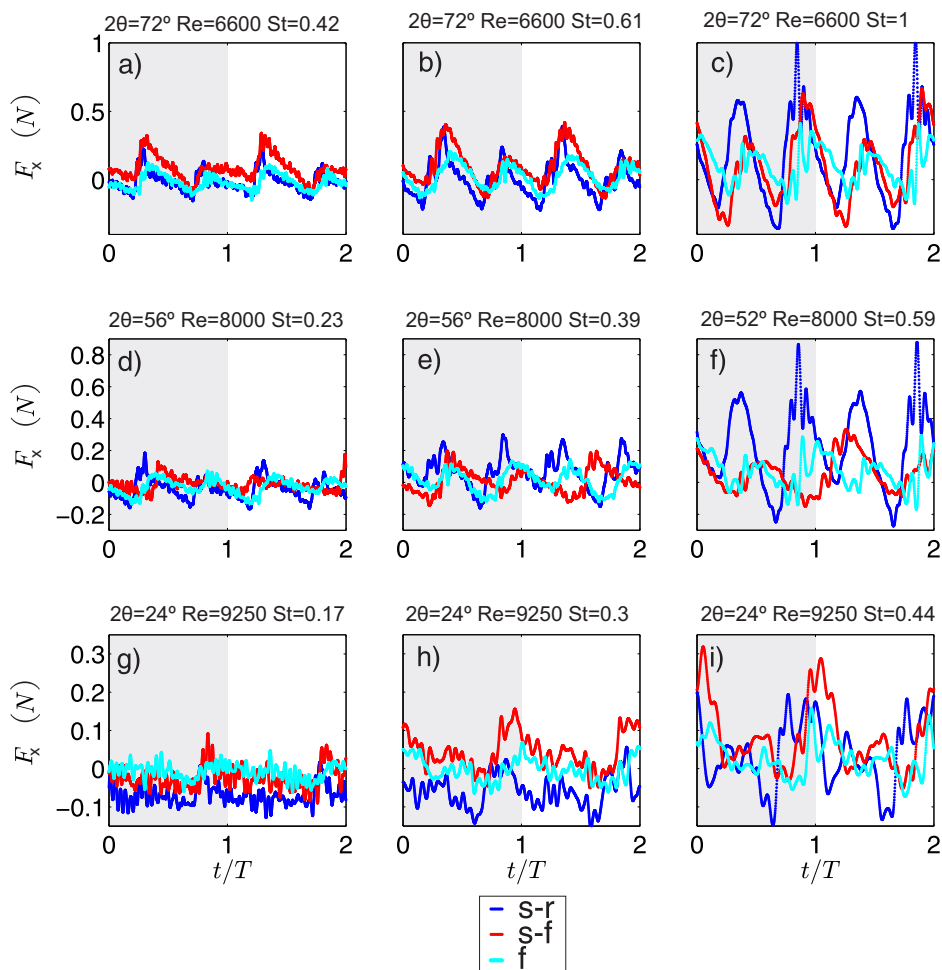 2θ=72º Re=6600 St=0.42
2θ=72º Re=6600 St=0.61
2θ=72º Re=6600 St=1
1
0.5
0
F_x (N)
a)
b)
c)
0 1 2
0 1 2
0 1 2
2θ=56º Re=8000 St=0.23
2θ=56º Re=8000 St=0.39
2θ=52º Re=8000 St=0.59
0.8
0.6
0.4
0.2
0
−0.2
F_x (N)
d)
e)
f)
0 1 2
0 1 2
0 1 2
2θ=24º Re=9250 St=0.17
2θ=24º Re=9250 St=0.3
2θ=24º Re=9250 St=0.44
0.3
0.2
0.1
0
−0.1
F_x (N)
g)
h)
i)
0 1 2
0 1 2
0 1 2
t/T
t/T
t/T
s-r
s-f
f